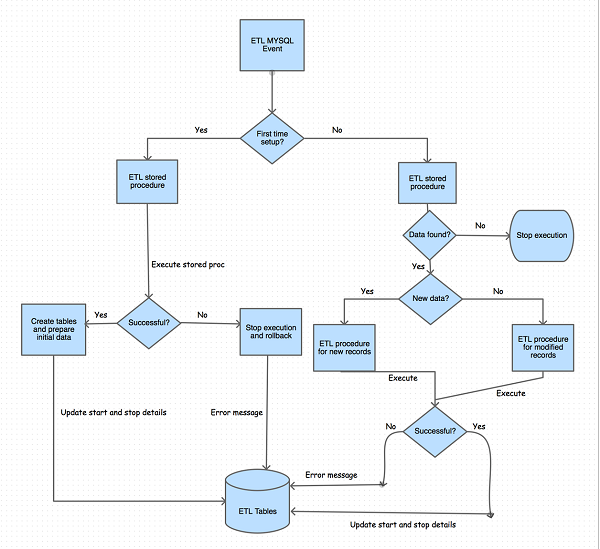 ETL MYSQL
Event
First time
setup?
Yes
No
ETL stored
procedure
ETL stored
procedure
Data found?
No
Stop execution
Yes
Execute stored proc
New data?
Yes
No
Create tables
and prepare
initial data
Yes
Successful?
No
Stop execution
and rollback
ETL procedure
for new records
ETL procedure
for modified
records
Execute
Execute
Update start and stop details
Error message
No
Successful?
Yes
Error message
ETL Tables
Update start and stop details